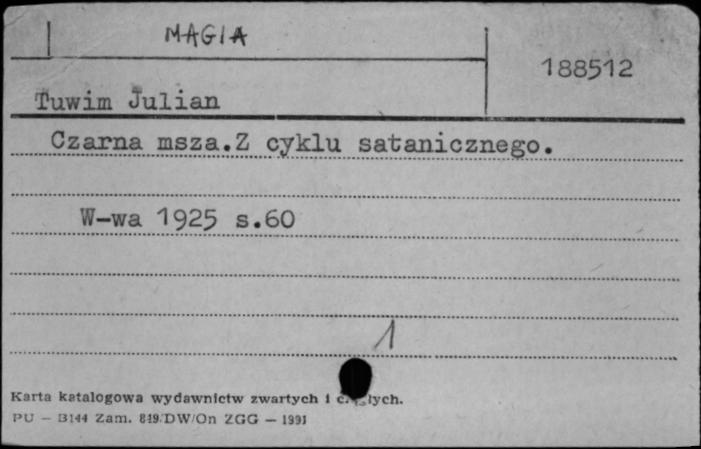 MAGIA
188512
Tuwim Julian
Czarna msza.Z cyklu satanicznego.
W-wa 1925 s.60
1
Karta katalogowa wydawnictw zwartych i
PU — B144 Zam. 819/DW/On ZGG — 1991